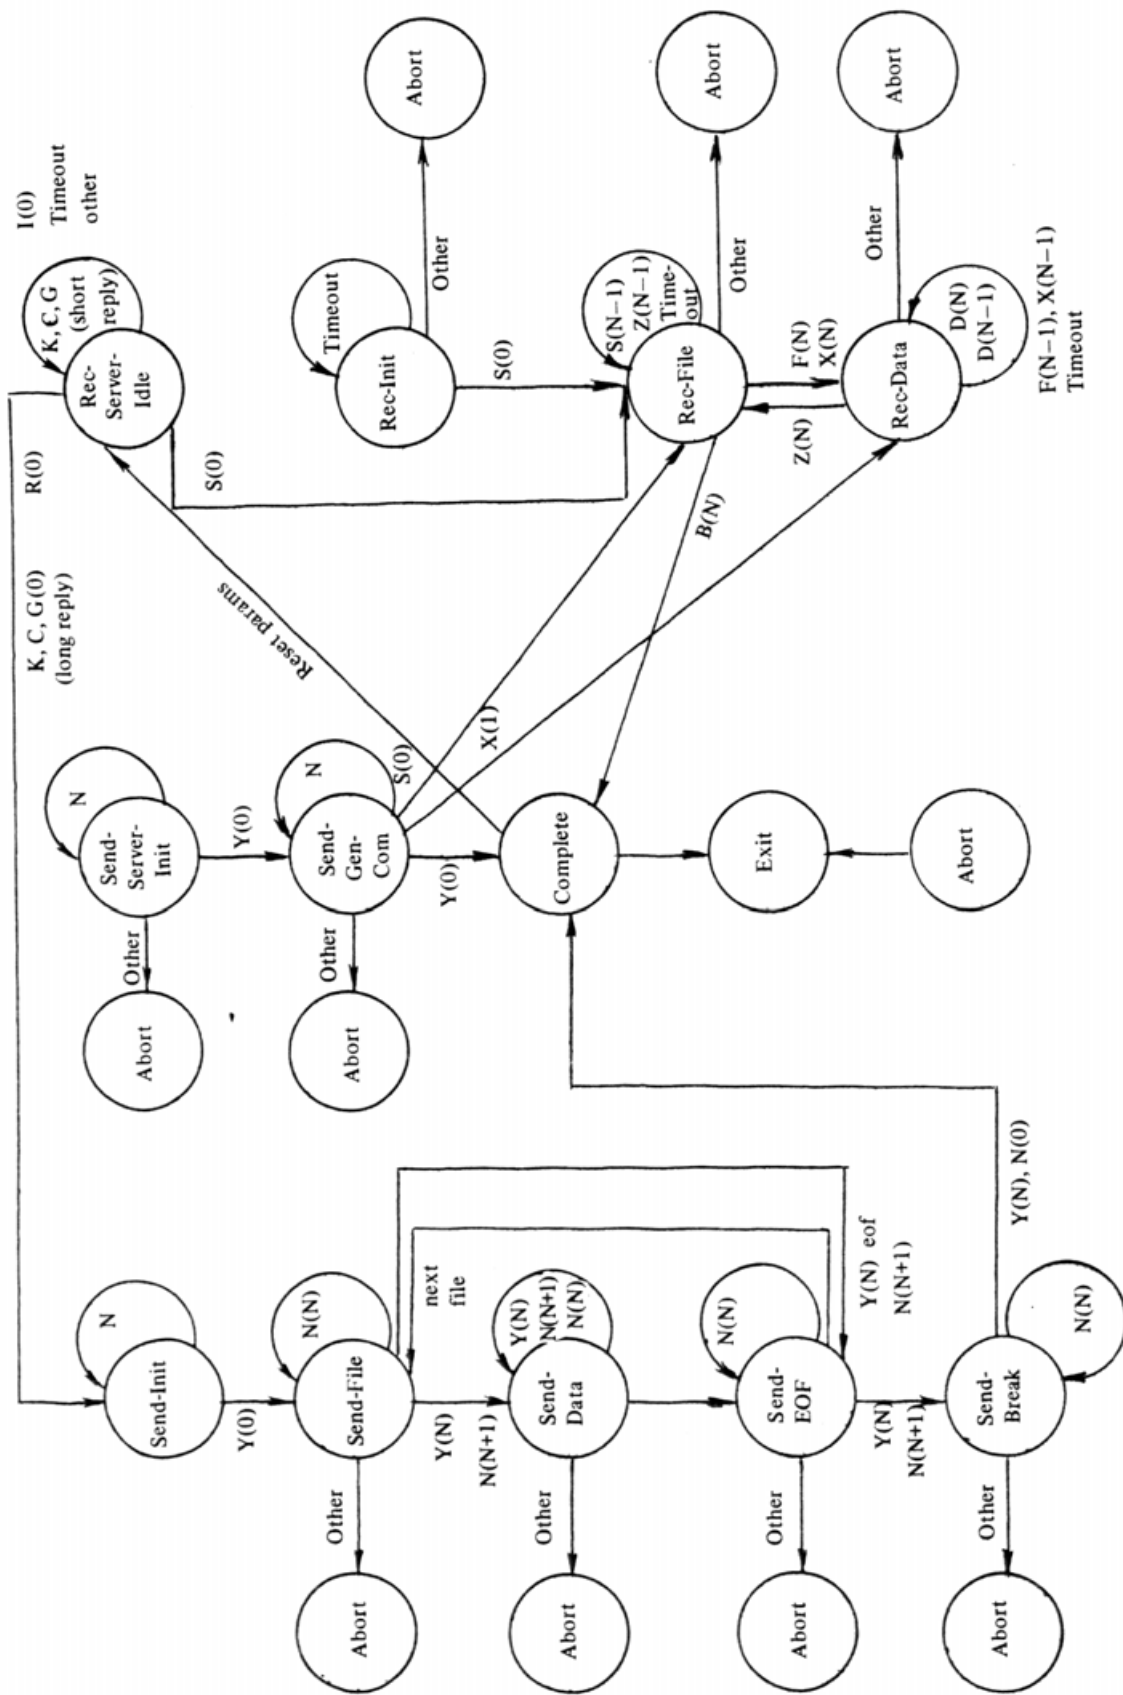 K, C, G(0)
(long reply)
R(0)
I(0)
Timeout
other
K, C, G
(short
reply)
Rec-
Server-
Idle
S(0)
Reset params
N
Send-Init
Y(0)
N
Send-
Server-
Init
Y(0)
Other
Abort
Timeout
Rec-Init
Other
Abort
S(0)
N(N)
Send-File
Other
Abort
Y(N)
N(N+1)
next
file
N
Send-
Gen-
Com
Other
Abort
Y(0)
S(0)
X(1)
Y(N)
N(N+1)
N(N)
Send-
Data
Other
Abort
Complete
B(N)
S(N−1)
Z(N−1)
Time-
out
Rec-File
Other
Abort
F(N)
X(N)
Z(N)
N(N)
Send-
EOF
Other
Abort
Y(N)
N(N+1)
Y(N) eof
N(N+1)
Exit
Rec-Data
Other
Abort
D(N)
D(N−1)
F(N−1), X(N−1)
Timeout
Send-
Break
Other
Abort
N(N)
Y(N), N(0)
Abort